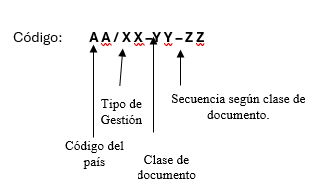 Código: AA/XX–YY–ZZ
Tipo de
Gestión
Secuencia según clase de
documento.
Código del
país
Clase de
documento